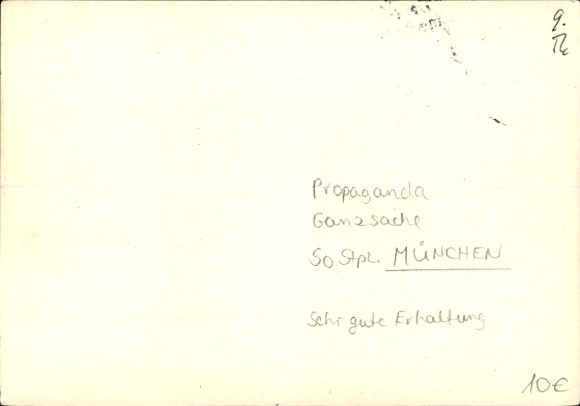 9.
Propaganda
Ganzsache
So. Stpl. MÜNCHEN
Sehr gute Erhaltung
10€